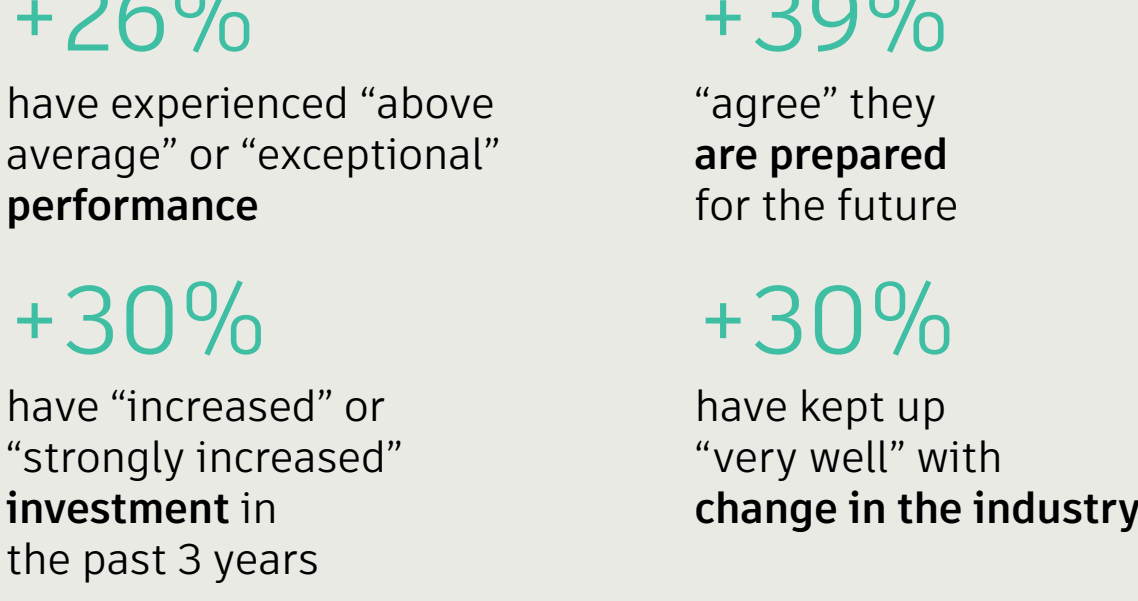 +26%
have experienced “above
average” or “exceptional”
performance
+39%
“agree” they
are prepared
for the future
+30%
have “increased” or
“strongly increased”
investment in
the past 3 years
+30%
have kept up
“very well” with
change in the industry